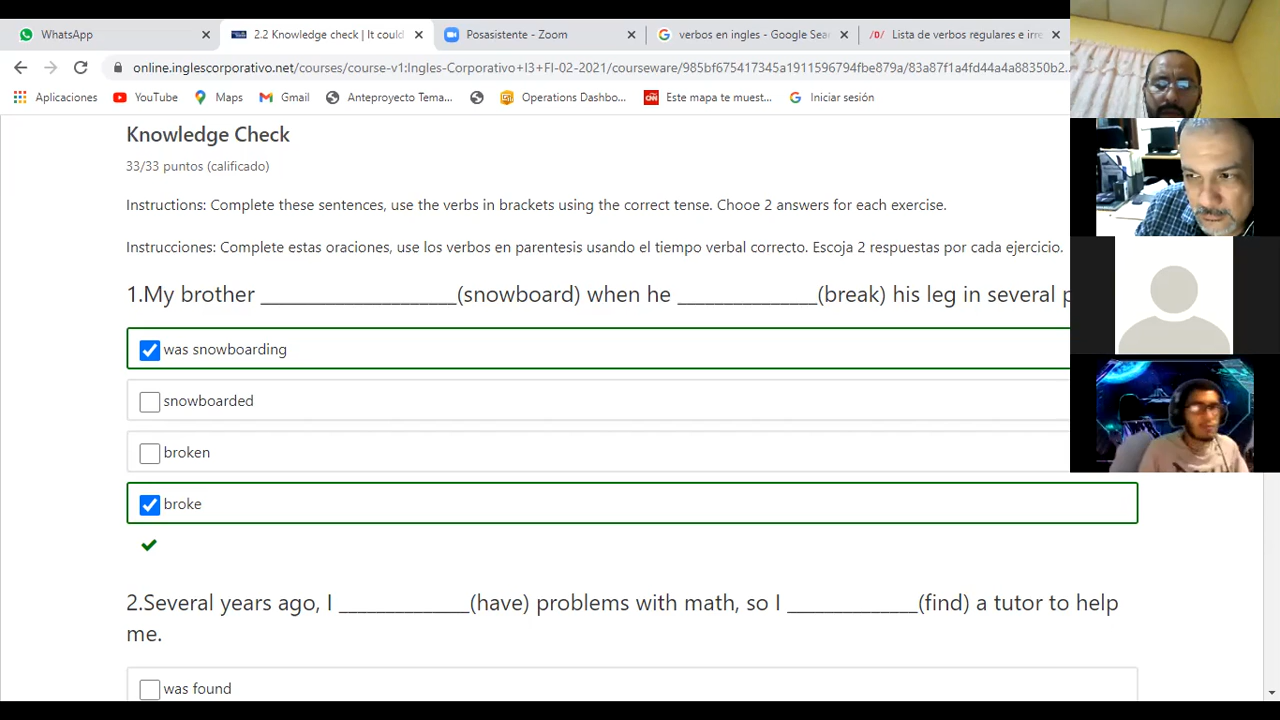 WhatsApp
2.2 Knowledge check | It could
Posasistente - Zoom
verbos en ingles - Google Sea
/D/ Lista de verbos regulares e irre
online.inglescorporativo.net/courses/course-v1:Ingles-Corporativo+I3+FI-02-2021/courseware/985bf675417345a1911596794fbe879a/83a87f1a4fd44a4a88350b2...
Aplicaciones
YouTube
Maps
Gmail
Anteproyecto Tema...
Operations Dashbo...
Este mapa te muest...
Iniciar sesión
Knowledge Check
33/33 puntos (calificado)
Instructions: Complete these sentences, use the verbs in brackets using the correct tense. Chooe 2 answers for each exercise.
Instrucciones: Complete estas oraciones, use los verbos en parentesis usando el tiempo verbal correcto. Escoja 2 respuestas por cada ejercicio.
1.My brother ___________________(snowboard) when he ______________(break) his leg in several p
was snowboarding
snowboarded
broken
broke
2.Several years ago, I _____________(have) problems with math, so I _____________(find) a tutor to help
me.
was found